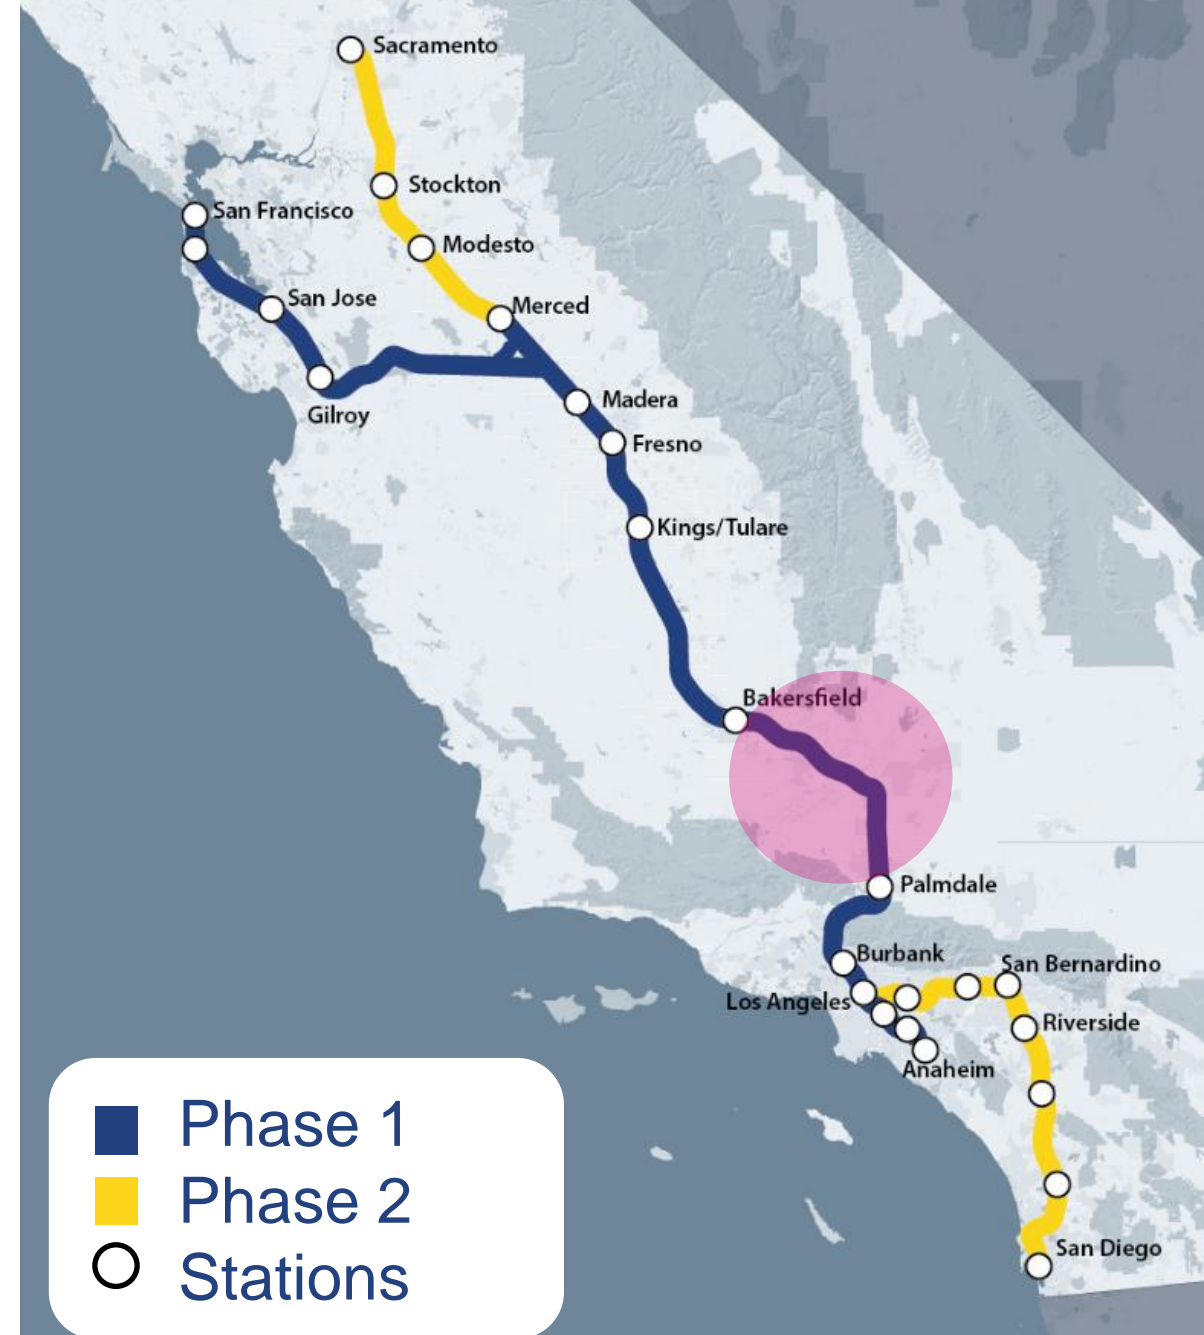 Sacramento
Stockton
San Francisco
Modesto
San Jose
Merced
Gilroy
Madera
Fresno
Kings/Tulare
Bakersfield
Palmdale
Burbank
San Bernardino
Los Angeles
Riverside
Anaheim
San Diego
Phase 1
Phase 2
Stations